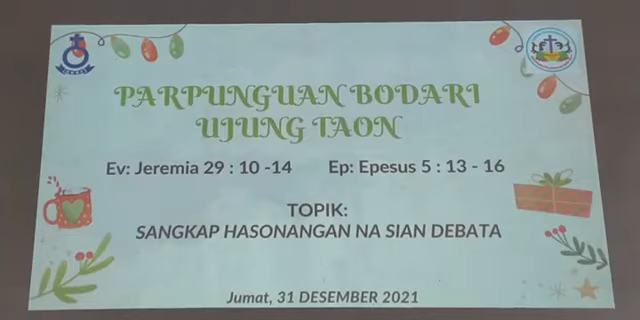 PARPUNGUAN BODARI
UJUNG TAON
Ev: Jeremia 29 : 10 -14 Ep: Epesus 5 : 13 - 16
TOPIK:
SANGKAP HASONANGAN NA SIAN DEBATA
Jumat, 31 DESEMBER 2021